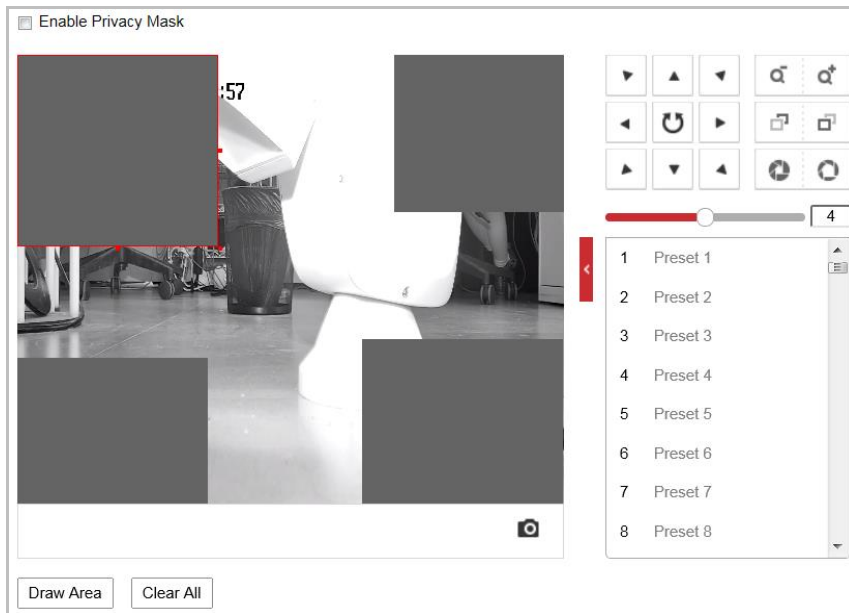 Enable Privacy Mask
:57
4
1 Preset 1
2 Preset 2
3 Preset 3
4 Preset 4
5 Preset 5
6 Preset 6
7 Preset 7
8 Preset 8
Draw Area
Clear All